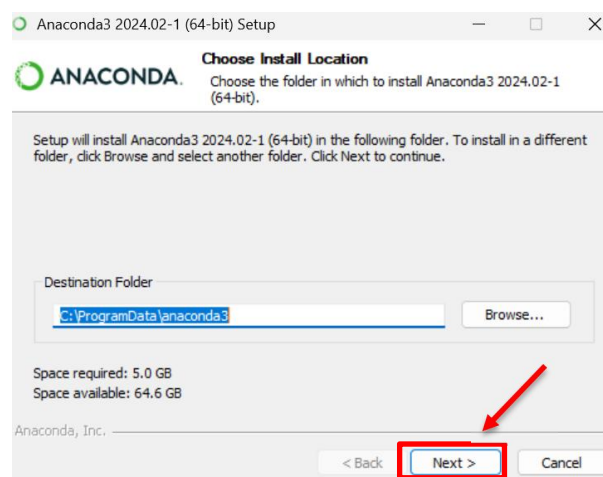 Anaconda3 2024.02-1 (64-bit) Setup
ANACONDA.
Choose Install Location
Choose the folder in which to install Anaconda3 2024.02-1
(64-bit).
Setup will install Anaconda3 2024.02-1 (64-bit) in the following folder. To install in a different
folder, click Browse and select another folder. Click Next to continue.
Destination Folder
C:\ProgramData\anaconda3
Browse...
Space required: 5.0 GB
Space available: 64.6 GB
Anaconda, Inc.
< Back Next > Cancel